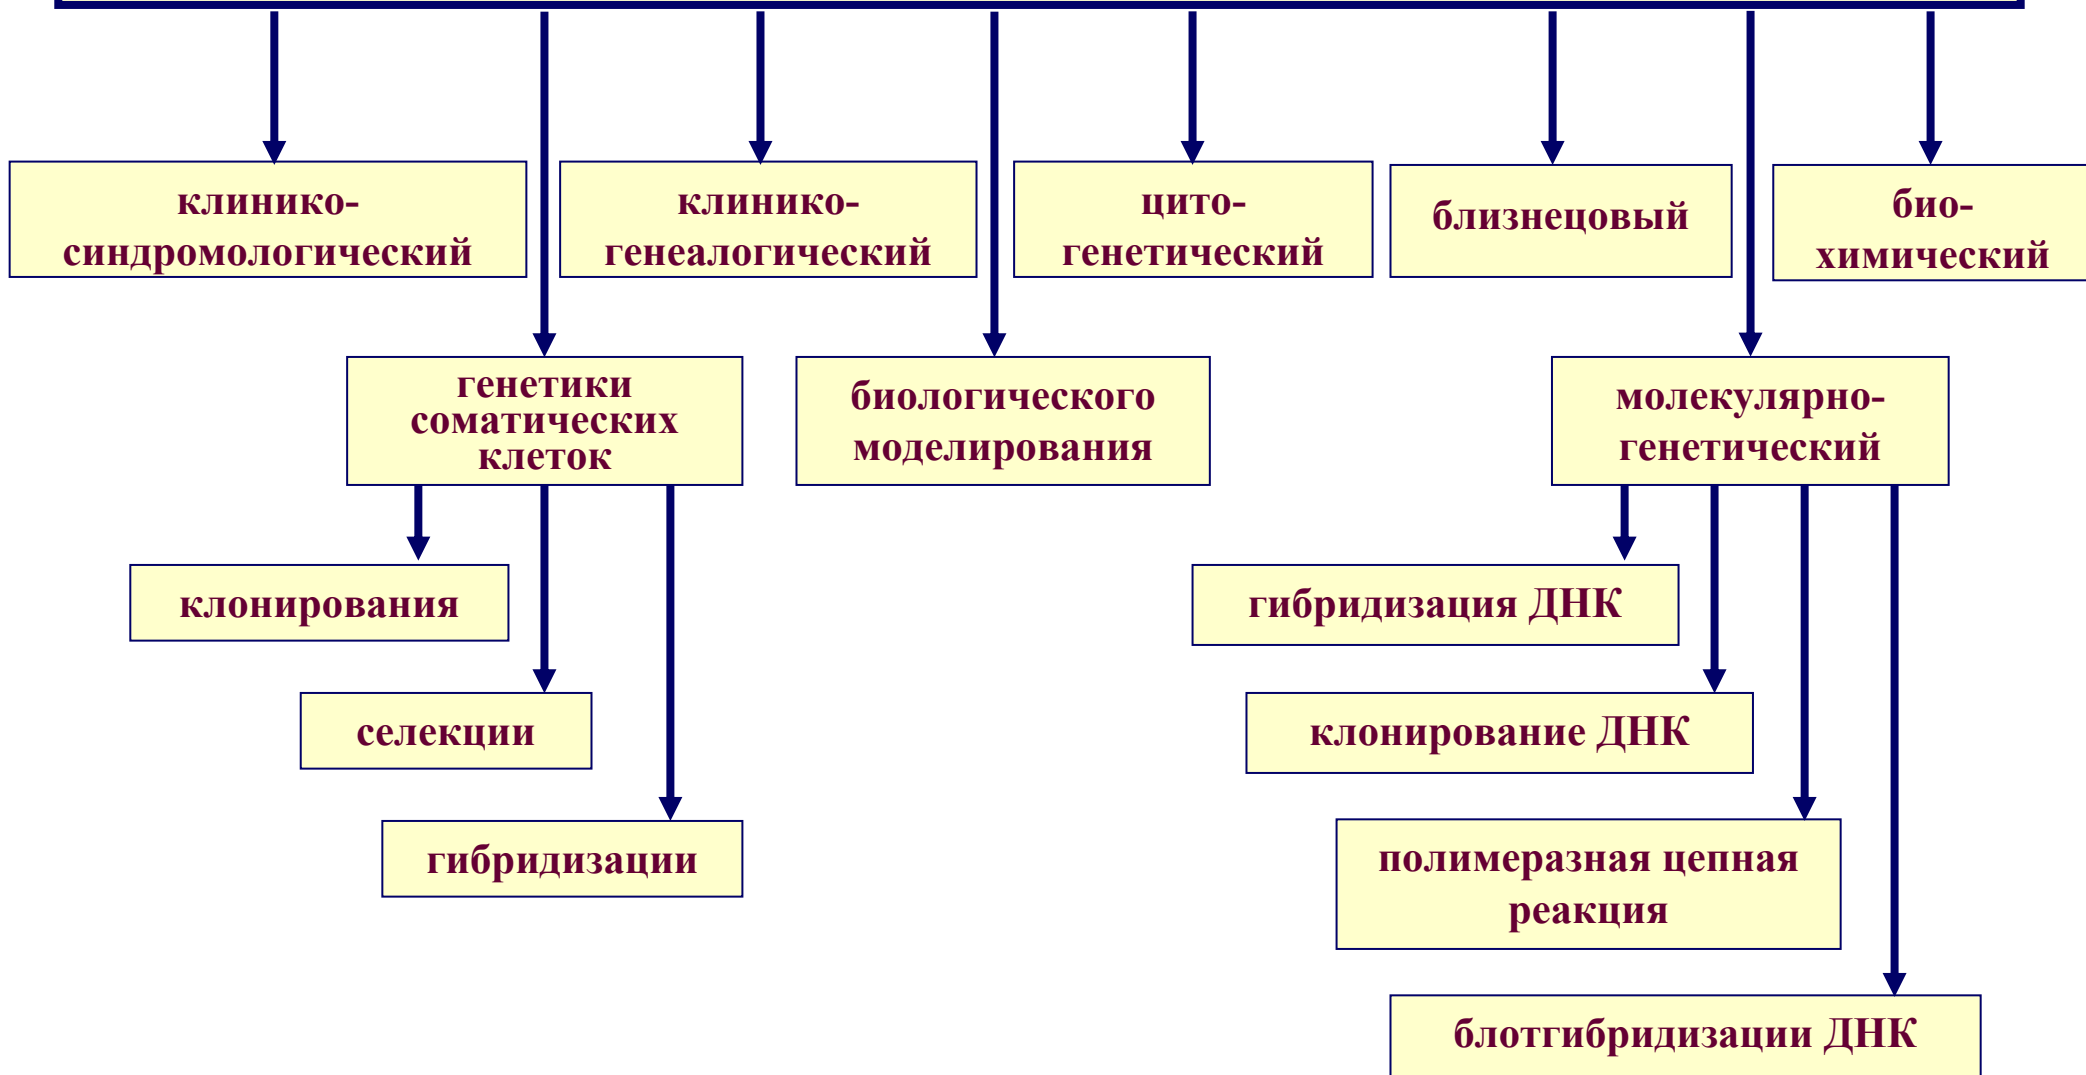 клинико-
синдромологический
клинико-
генеалогический
цито-
генетический
близнецовый
био-
химический
генетики
соматических
клеток
биологического
моделирования
молекулярно-
генетический
клонирования
гибридизация ДНК
селекции
клонирование ДНК
гибридизации
полимеразная цепная
реакция
блотгибридизации ДНК